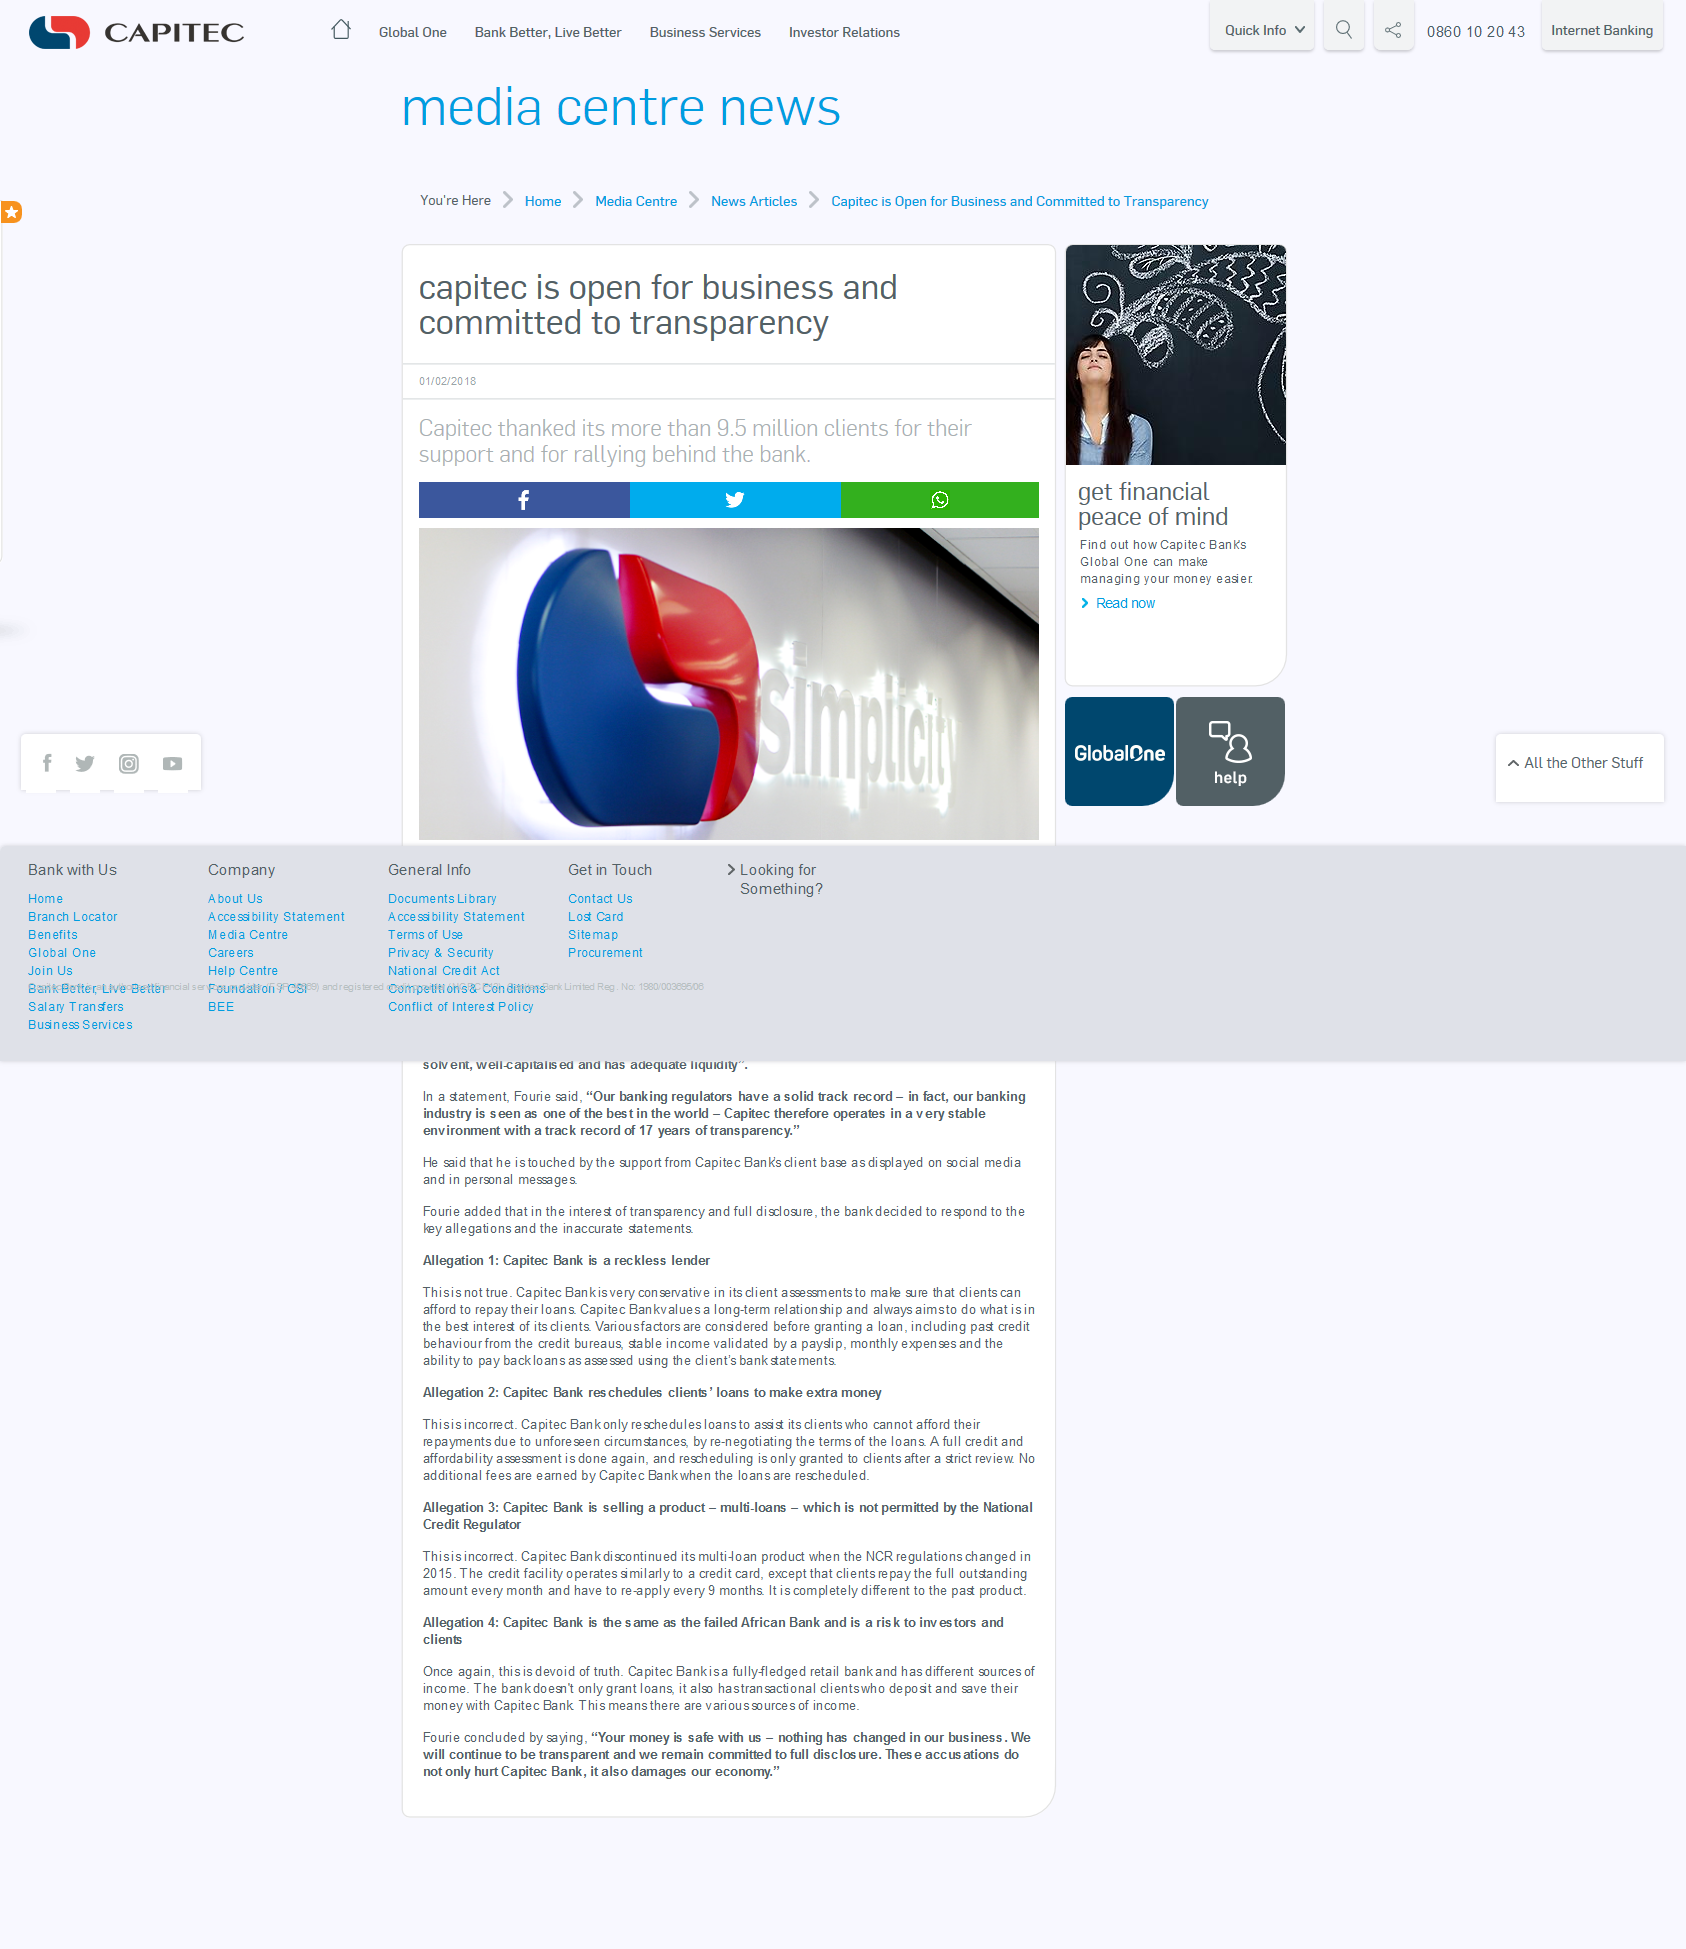 CAPITEC
Global One
Bank Better, Live Better
Business Services
Investor Relations
Quick Info
0860 10 20 43
Internet Banking
media centre news
You're Here
Home
Media Centre
News Articles
Capitec is Open for Business and Committed to Transparency
capitec is open for business and
committed to transparency
01/02/2018
Capitec thanked its more than 9.5 million clients for their
support and for rallying behind the bank.
Simplicity
get financial
peace of mind
Find out how Capitec Bank's
Global One can make
managing your money easier.
Read now
GlobalOne
help
All the Other Stuff
Bank with Us
Home
Branch Locator
Benefits
Global One
Join Us
Bank Better, Live Better
Salary Transfers
Business Services
Company
About Us
Accessibility Statement
Media Centre
Careers
Help Centre
Foundation / CSI
BEE
General Info
Documents Library
Accessibility Statement
Terms of Use
Privacy & Security
National Credit Act
Competitions & Conditions
Conflict of Interest Policy
Get in Touch
Contact Us
Lost Card
Sitemap
Procurement
Looking for
Something?
and registered
Bank Limited Reg. No: 1980/003695/06
solvent, well-capitalised and has adequate liquidity”.
In a statement, Fourie said, “Our banking regulators have a solid track record – in fact, our banking
industry is seen as one of the best in the world – Capitec therefore operates in a very stable
environment with a track record of 17 years of transparency.”
He said that he is touched by the support from Capitec Bank's client base as displayed on social media
and in personal messages.
Fourie added that in the interest of transparency and full disclosure, the bank decided to respond to the
key allegations and the inaccurate statements.
Allegation 1: Capitec Bank is a reckless lender
This is not true. Capitec Bank is very conservative in its client assessments to make sure that clients can
afford to repay their loans. Capitec Bank values a long-term relationship and always aims to do what is in
the best interest of its clients. Various factors are considered before granting a loan, including past credit
behaviour from the credit bureaus, stable income validated by a payslip, monthly expenses and the
ability to pay back loans as assessed using the client’s bank statements.
Allegation 2: Capitec Bank reschedules clients’ loans to make extra money
This is incorrect. Capitec Bank only reschedules loans to assist its clients who cannot afford their
repayments due to unforeseen circumstances, by re-negotiating the terms of the loans. A full credit and
affordability assessment is done again, and rescheduling is only granted to clients after a strict review. No
additional fees are earned by Capitec Bank when the loans are rescheduled.
Allegation 3: Capitec Bank is selling a product – multi-loans – which is not permitted by the National
Credit Regulator
This is incorrect. Capitec Bank discontinued its multi-loan product when the NCR regulations changed in
2015. The credit facility operates similarly to a credit card, except that clients repay the full outstanding
amount every month and have to re-apply every 9 months. It is completely different to the past product.
Allegation 4: Capitec Bank is the same as the failed African Bank and is a risk to investors and
clients
Once again, this is devoid of truth. Capitec Bank is a fully-fledged retail bank and has different sources of
income. The bank doesn't only grant loans, it also has transactional clients who deposit and save their
money with Capitec Bank. This means there are various sources of income.
Fourie concluded by saying, “Your money is safe with us – nothing has changed in our business. We
will continue to be transparent and we remain committed to full disclosure. These accusations do
not only hurt Capitec Bank, it also damages our economy.”